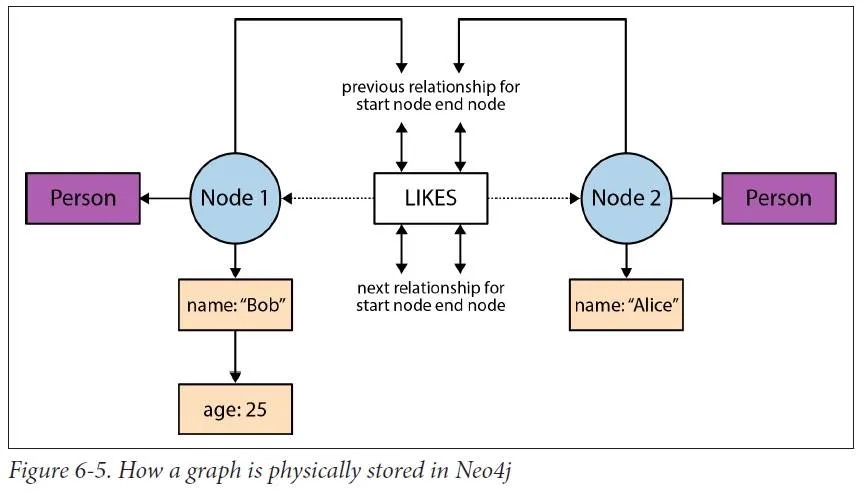 previous relationship for
start node end node
Person
Node 1
LIKES
Node 2
Person
next relationship for
start node end node
name: “Bob”
name: “Alice”
age: 25
Figure 6-5. How a graph is physically stored in Neo4j